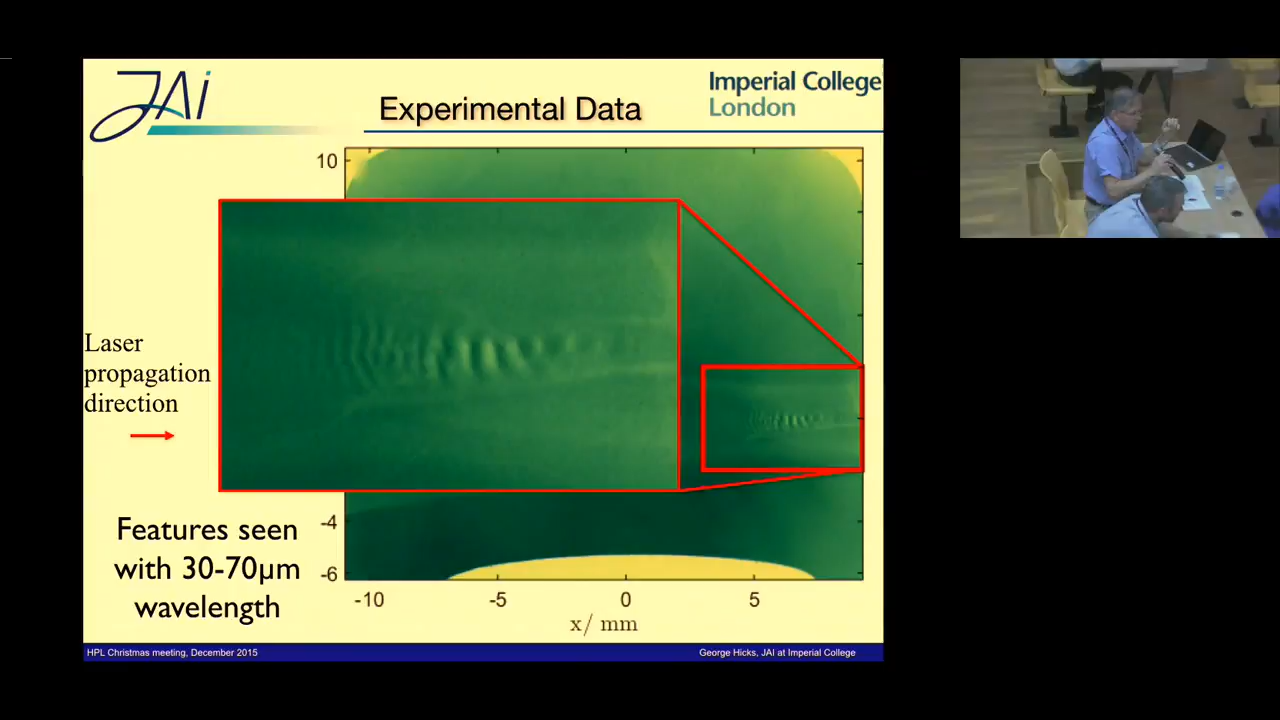 JAi
Experimental Data
Imperial College
London
10
Laser
propagation
direction
Features seen
with 30-70µm
wavelength
-4
-6
-10
-5
0
5
x/ mm
HPL Christmas meeting, December 2015
George Hicks, JAI at Imperial College